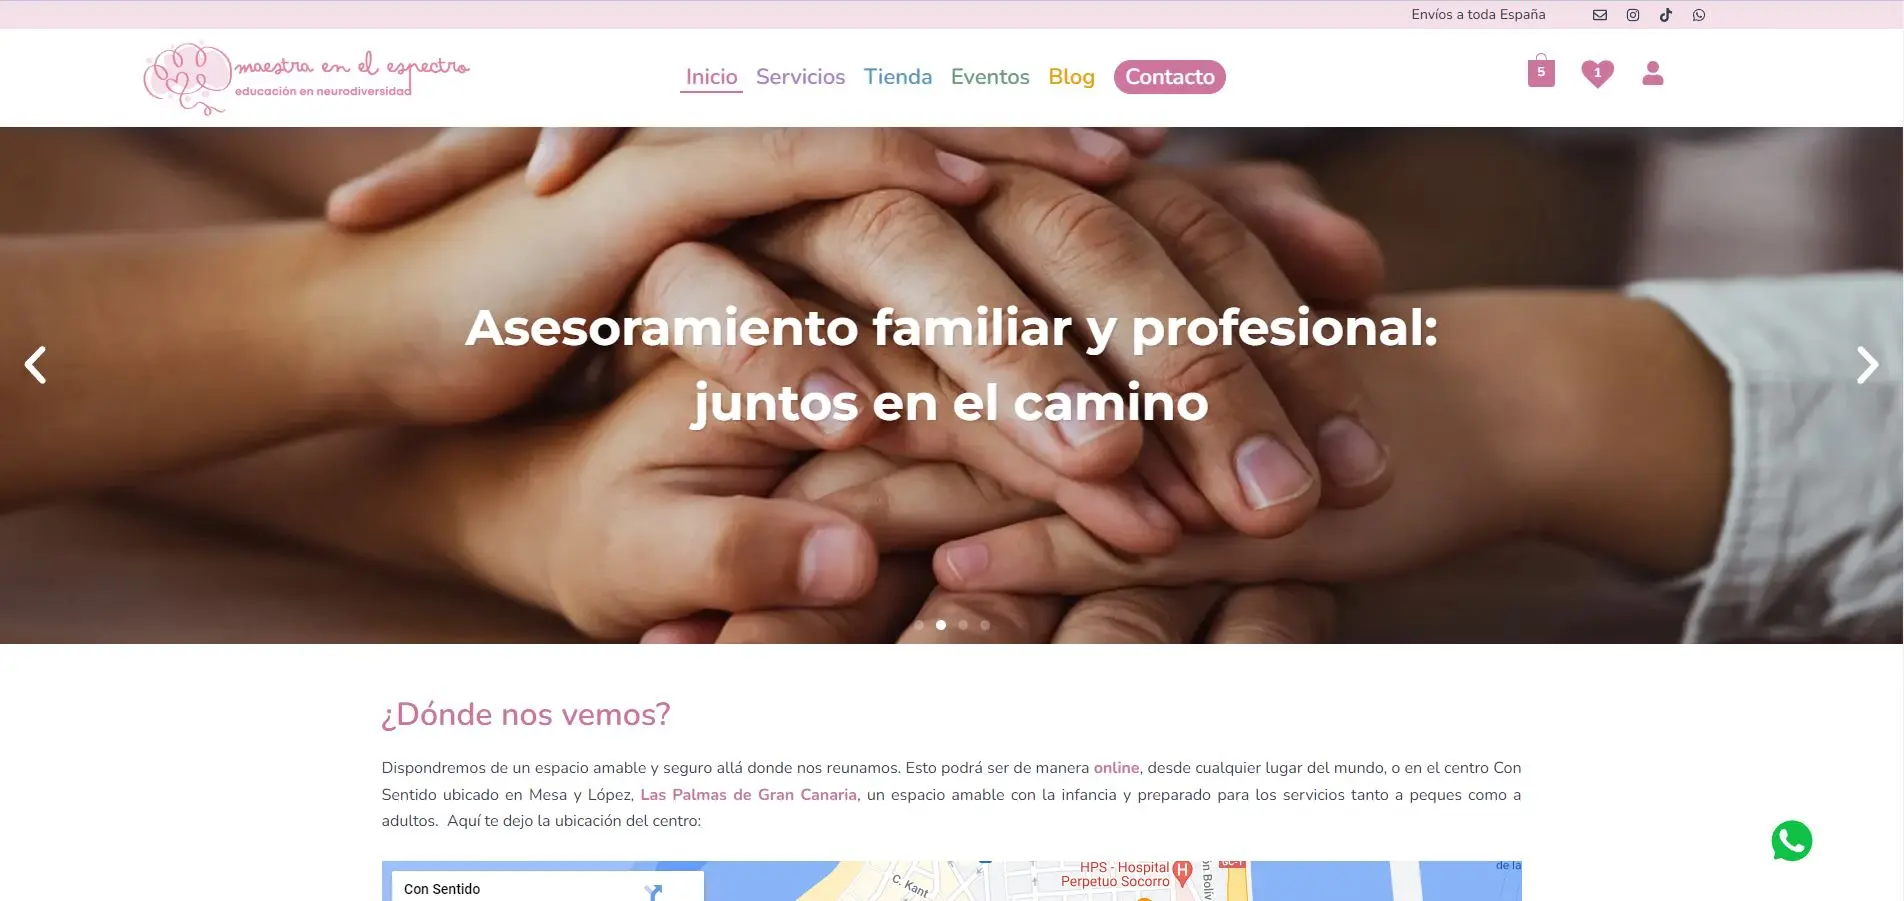 Envíos a toda España
maestra en el espectro
educación en neurodiversidad
Inicio Servicios Tienda Eventos Blog Contacto
5
1
Asesoramiento familiar y profesional:
juntos en el camino
¿Dónde nos vemos?
Dispondremos de un espacio amable y seguro allá donde nos reunamos. Esto podrá ser de manera online, desde cualquier lugar del mundo, o en el centro Con
Sentido ubicado en Mesa y López, Las Palmas de Gran Canaria, un espacio amable con la infancia y preparado para los servicios tanto a peques como a
adultos. Aquí te dejo la ubicación del centro:
Con Sentido
C. Kant
HPS - Hospital
Perpetuo Socorro
H
GC-1
de la